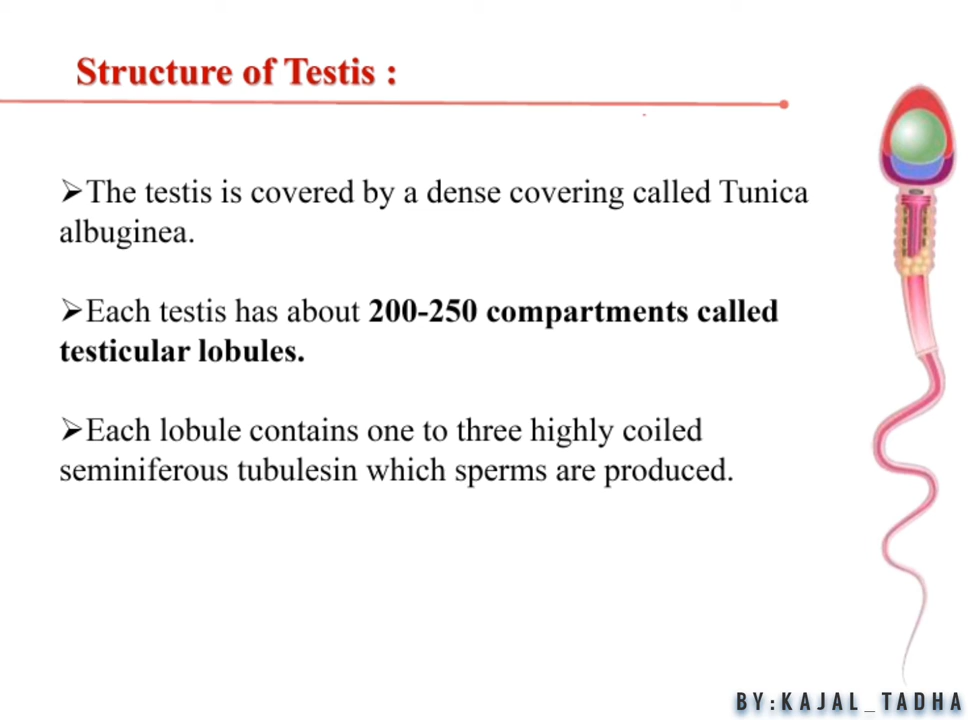 Structure of Testis :
➢The testis is covered by a dense covering called Tunica
albuginea.
➢Each testis has about 200-250 compartments called
testicular lobules.
➢Each lobule contains one to three highly coiled
seminiferous tubulesin which sperms are produced.
BY:KAJAL_TADHA